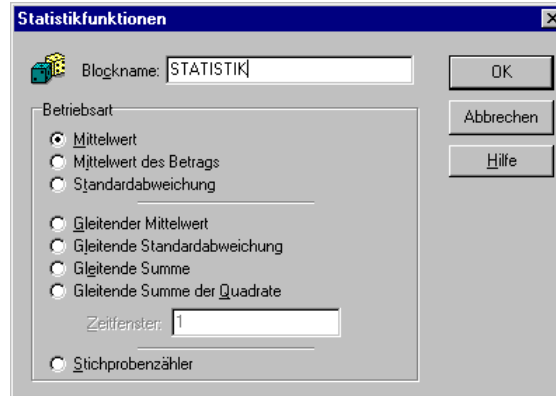 Statistikfunktionen
Blockname: STATISTIK
OK
Betriebsart
Abbrechen
Mittelwert
Mittelwert des Betrags
Hilfe
Standardabweichung
Gleitender Mittelwert
Gleitende Standardabweichung
Gleitende Summe
Gleitende Summe der Quadrate
Zeitfenster: 1
Stichprobenzähler